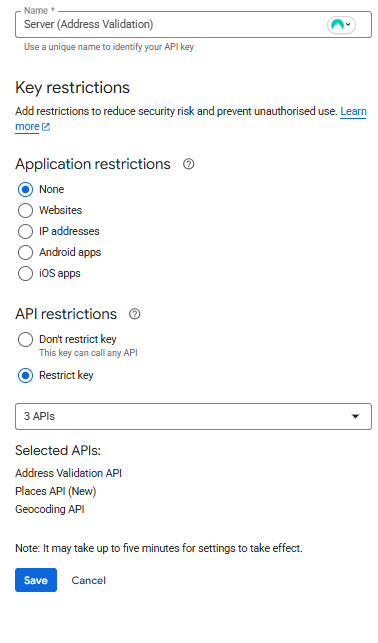 Name *
Server (Address Validation)
Use a unique name to identify your API key
Key restrictions
Add restrictions to reduce security risk and prevent unauthorised use. Learn
more
Application restrictions
None
Websites
IP addresses
Android apps
iOS apps
API restrictions
Don't restrict key
This key can call any API
Restrict key
3 APIs
Selected APIs:
Address Validation API
Places API (New)
Geocoding API
Note: It may take up to five minutes for settings to take effect.
Save Cancel